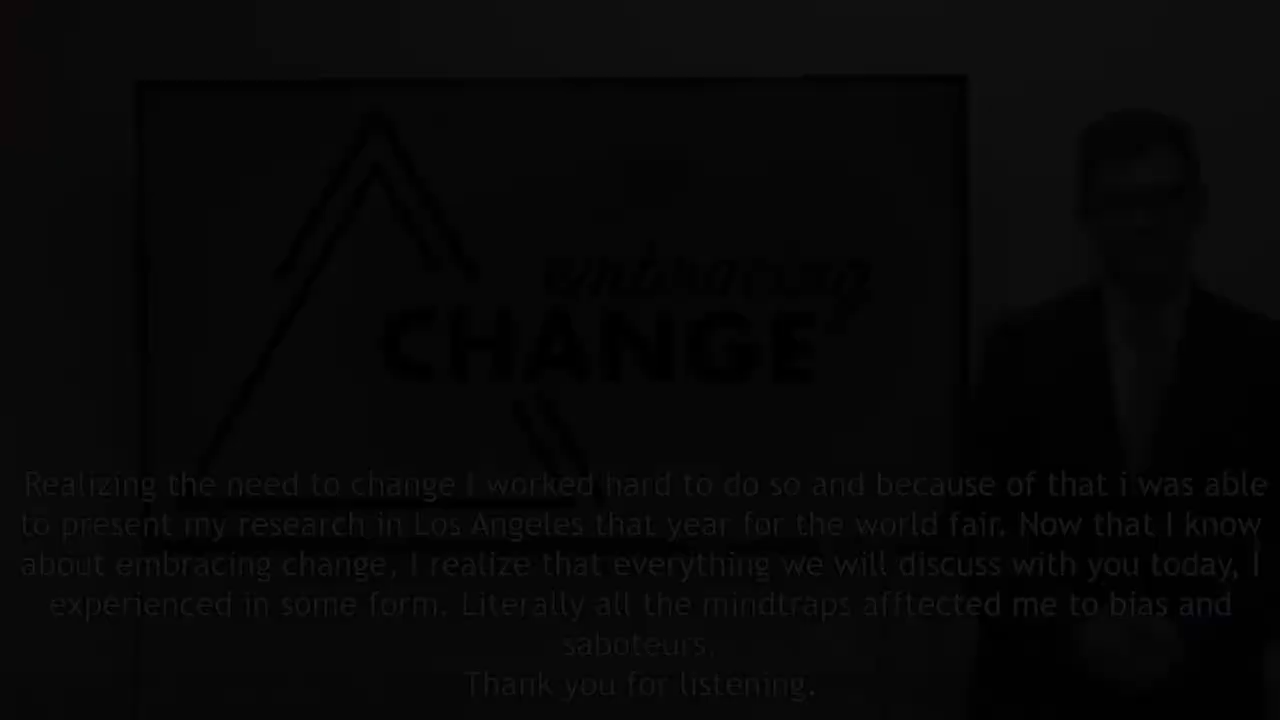 embracing
CHANGE
Realizing the need to change I worked hard to do so and because of that i was able
to present my research in Los Angeles that year for the world fair. Now that I know
about embracing change, I realize that everything we will discuss with you today, I
experienced in some form. Literally all the mindtraps afftected me to bias and
saboteurs.
Thank you for listening.